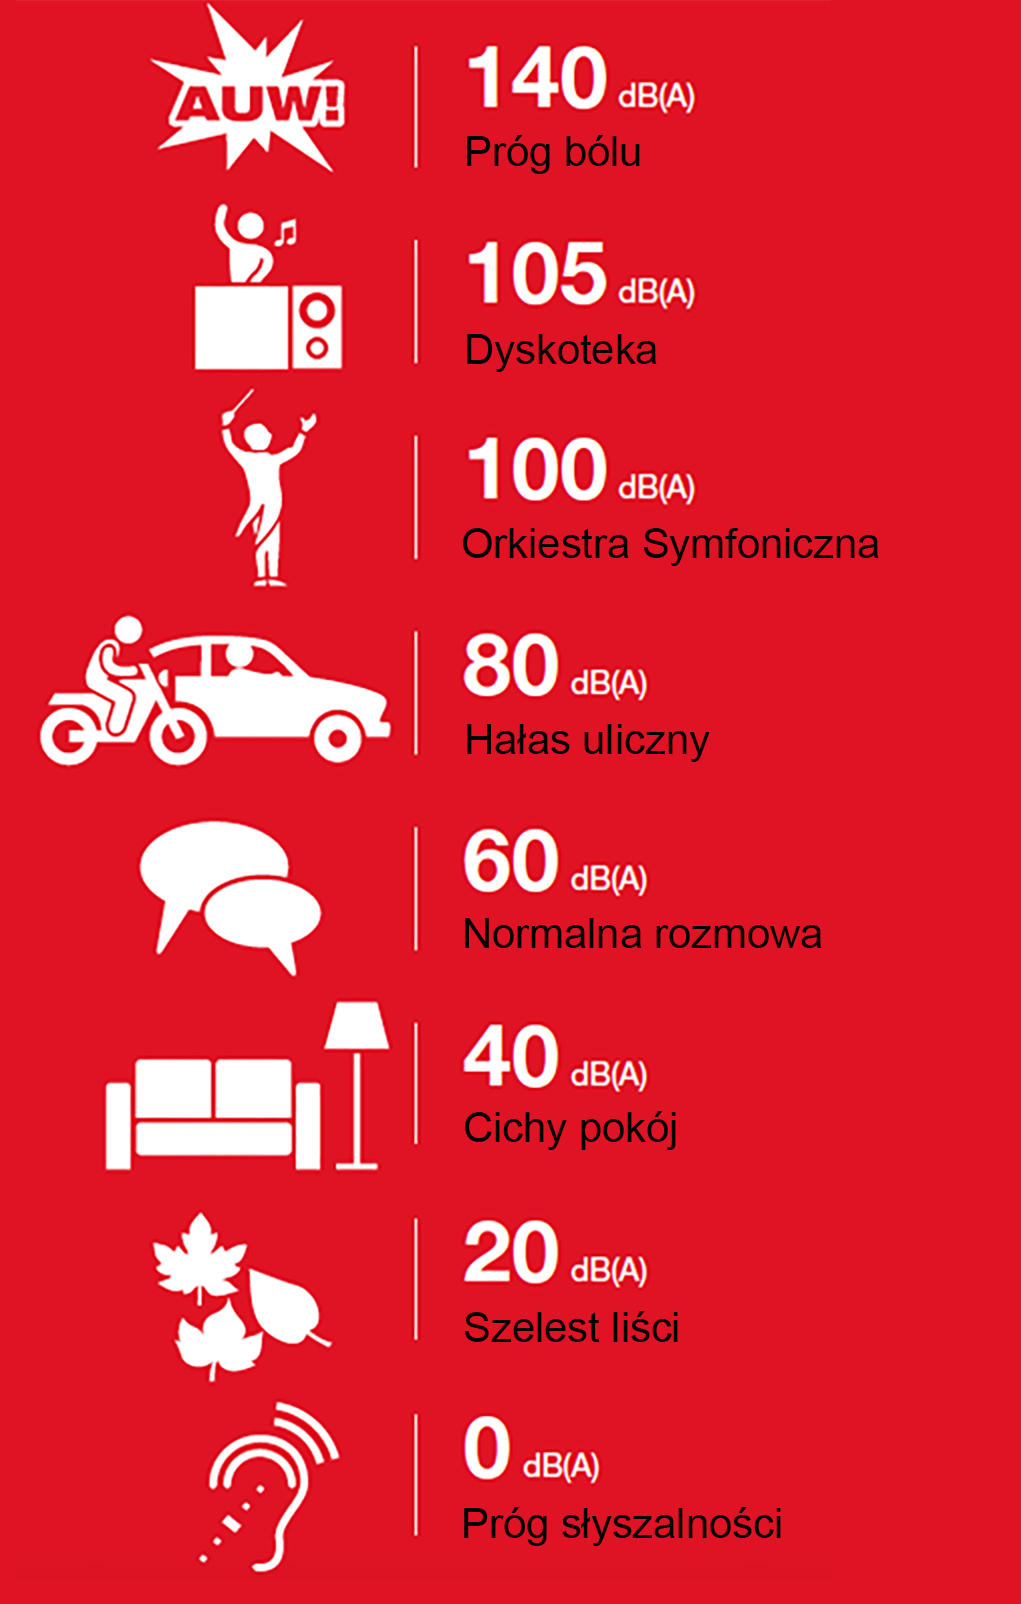 AUW!
140 dB(A)
Próg bólu
105 dB(A)
Dyskoteka
100 dB(A)
Orkiestra Symfoniczna
80 dB(A)
Hałas uliczny
60 dB(A)
Normalna rozmowa
40 dB(A)
Cichy pokój
20 dB(A)
Szelest liści
0 dB(A)
Próg słyszalności